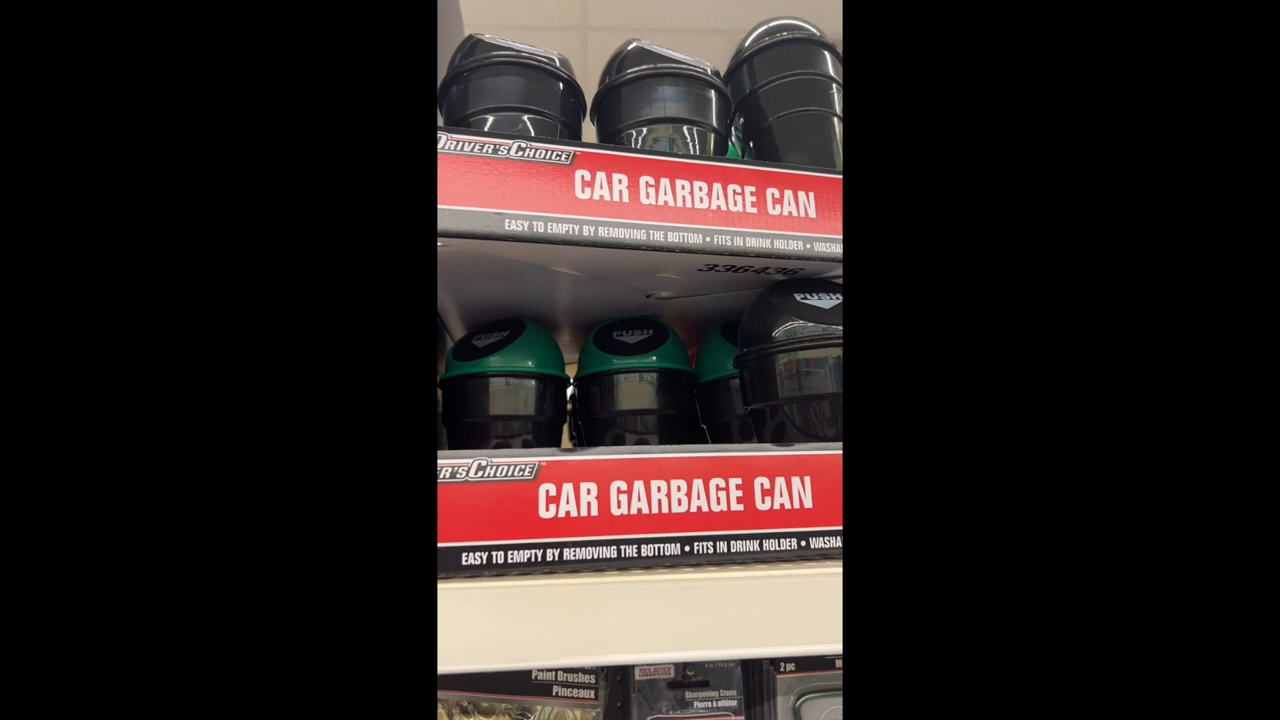 DRIVER'S CHOICE
CAR GARBAGE CAN
EASY TO EMPTY BY REMOVING THE BOTTOM • FITS IN DRINK HOLDER • WASHA
336436
PUSH
PUSH
PUSH
ER'S CHOICE
CAR GARBAGE CAN
EASY TO EMPTY BY REMOVING THE BOTTOM • FITS IN DRINK HOLDER • WASHA
Paint Brushes
Pinceaux
Sharpening Stone
Pierre à affûter
2 pc
M